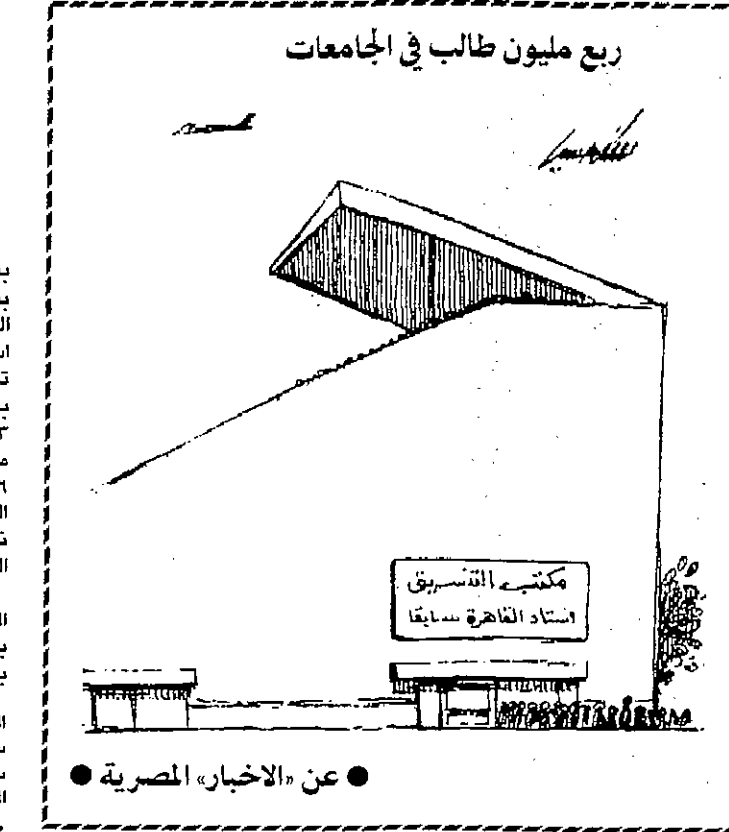 ربع مليون طالب في الجامعات
مكتب التنسيق
استاد القاهرة سابقا
● عن «الاخبار» المصرية ●